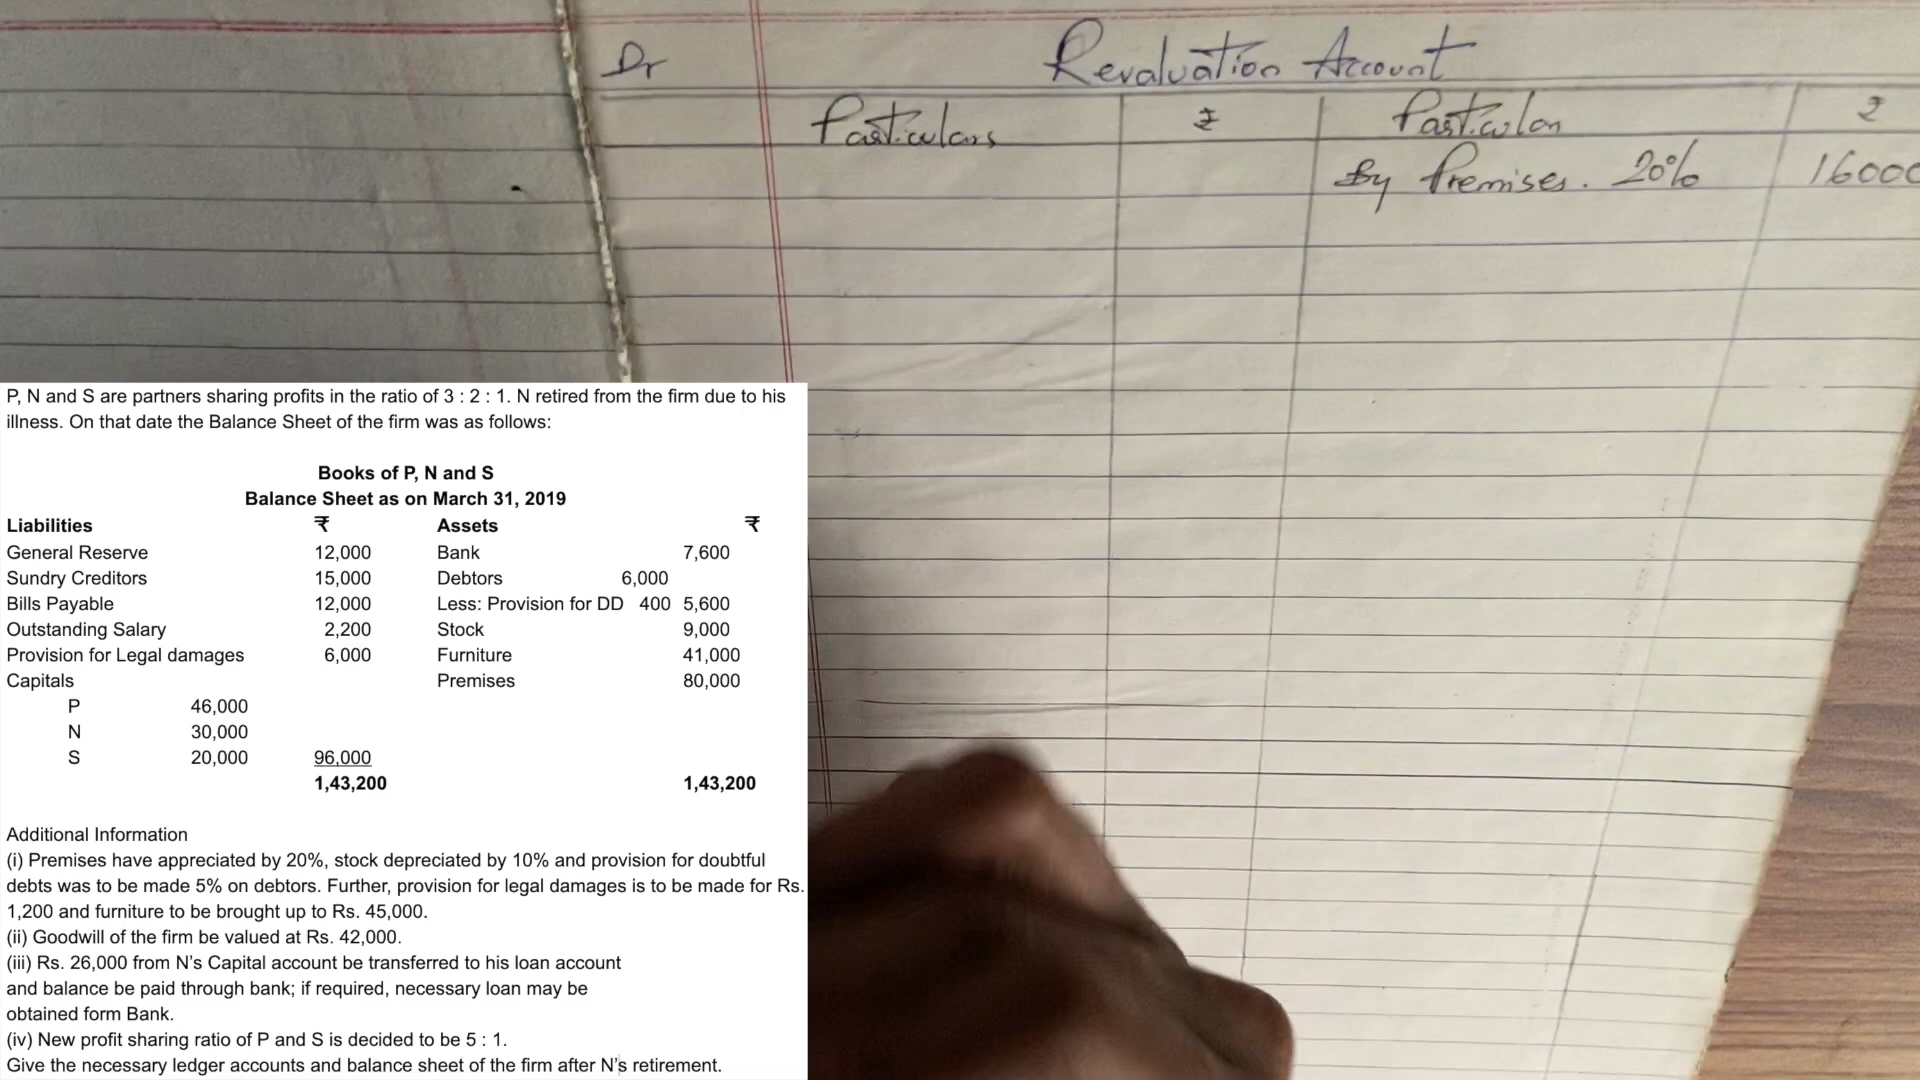 Dr Revaluation Account
Particulars ₹ Particulars ₹
By Premises. 20% 16000
P, N and S are partners sharing profits in the ratio of 3 : 2 : 1. N retired from the firm due to his
illness. On that date the Balance Sheet of the firm was as follows:
Books of P, N and S
Balance Sheet as on March 31, 2019
Liabilities ₹ Assets ₹
General Reserve 12,000 Bank 7,600
Sundry Creditors 15,000 Debtors 6,000
Bills Payable 12,000 Less: Provision for DD 400 5,600
Outstanding Salary 2,200 Stock 9,000
Provision for Legal damages 6,000 Furniture 41,000
Capitals Premises 80,000
P 46,000
N 30,000
S 20,000 96,000
1,43,200 1,43,200
Additional Information
(i) Premises have appreciated by 20%, stock depreciated by 10% and provision for doubtful
debts was to be made 5% on debtors. Further, provision for legal damages is to be made for Rs.
1,200 and furniture to be brought up to Rs. 45,000.
(ii) Goodwill of the firm be valued at Rs. 42,000.
(iii) Rs. 26,000 from N's Capital account be transferred to his loan account
and balance be paid through bank; if required, necessary loan may be
obtained form Bank.
(iv) New profit sharing ratio of P and S is decided to be 5 : 1.
Give the necessary ledger accounts and balance sheet of the firm after N's retirement.